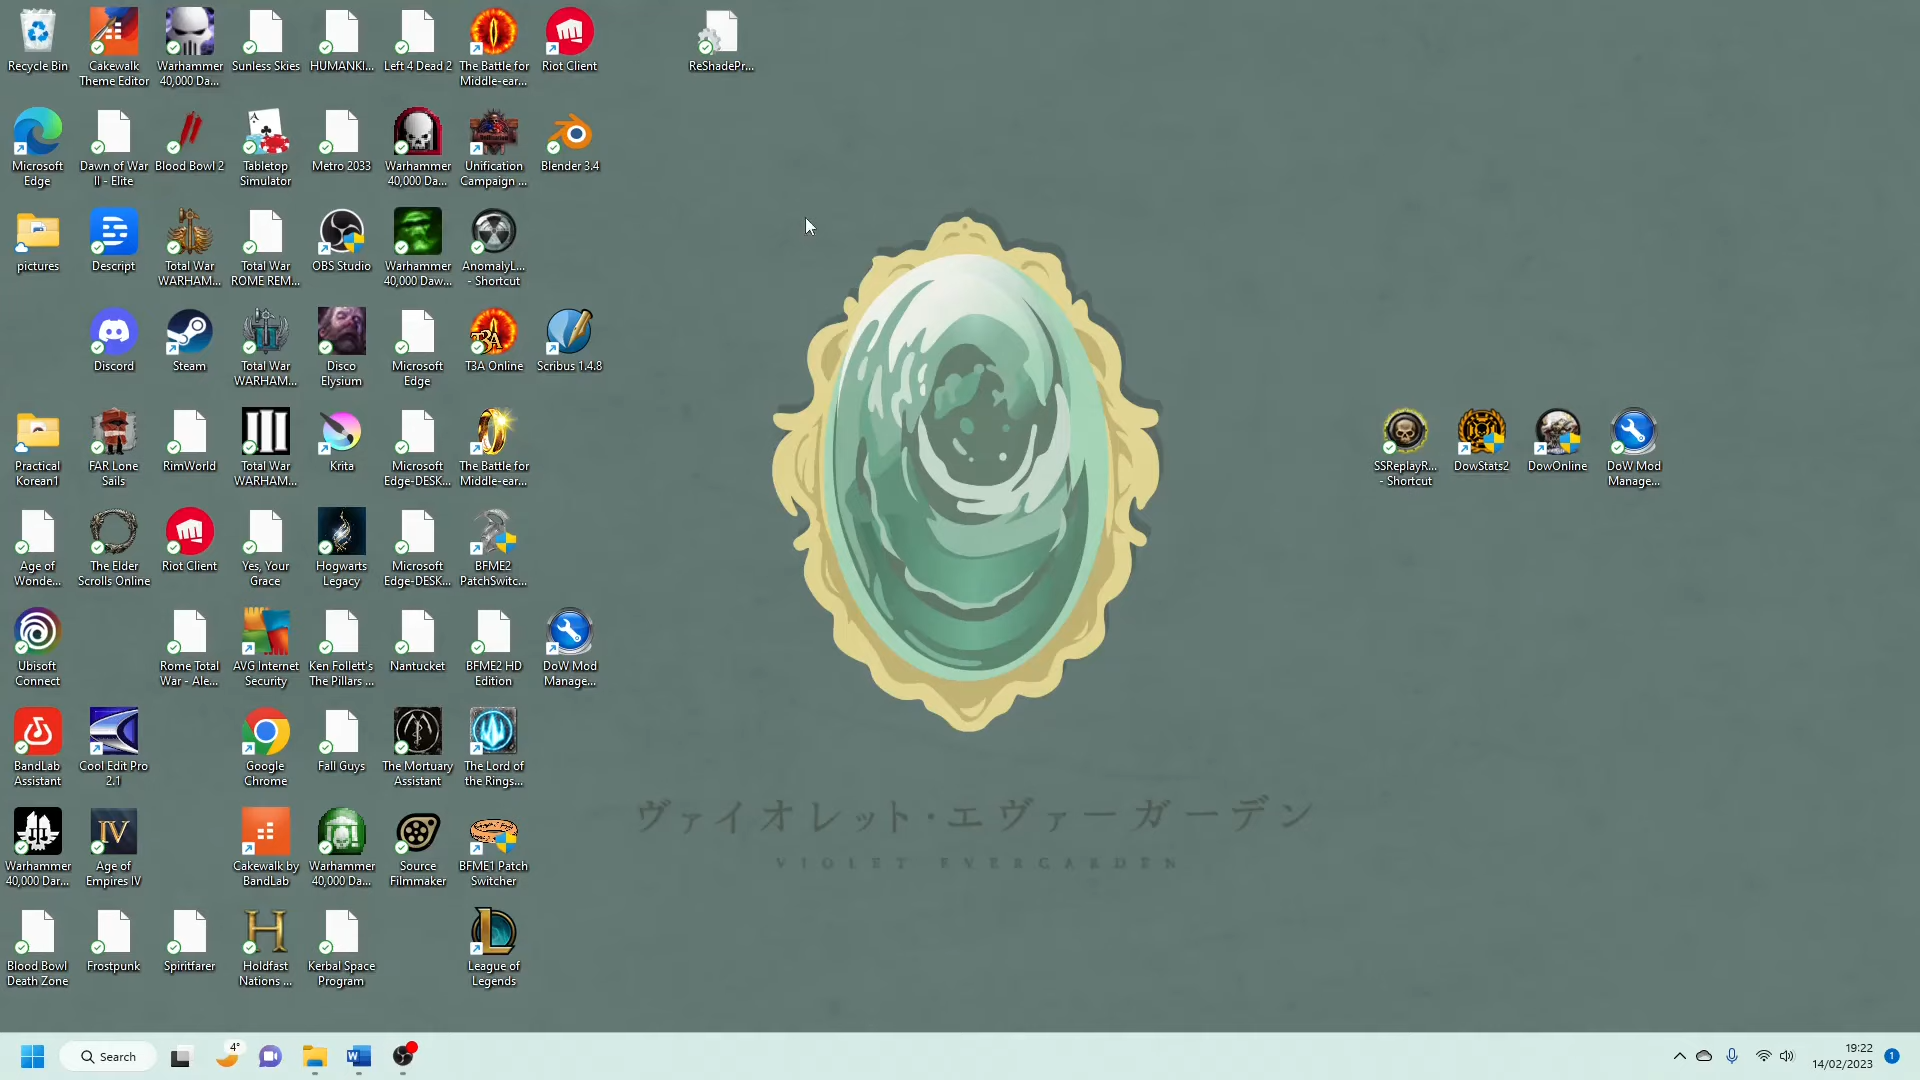 Recycle Bin
Cakewalk
Theme Editor
Warhammer
40,000 Da...
Sunless Skies
HUMANKI...
Left 4 Dead 2
The Battle for
Middle-ear...
Riot Client
ReShadePr...
Microsoft
Edge
Dawn of War
II - Elite
Blood Bowl 2
Tabletop
Simulator
Metro 2033
Warhammer
40,000 Da...
Unification
Campaign ...
Blender 3.4
pictures
Descript
Total War
WARHAM...
Total War
ROME REM...
OBS Studio
Warhammer
40,000 Daw...
AnomalyL...
- Shortcut
Discord
Steam
Total War
WARHAM...
Disco
Elysium
Microsoft
Edge
T3A Online
Scribus 1.4.8
Practical
Korean1
FAR Lone
Sails
RimWorld
Total War
WARHAM...
Krita
Microsoft
Edge-DESK...
The Battle for
Middle-ear...
SSReplayR...
- Shortcut
DowStats2
DowOnline
DoW Mod
Manage...
Age of
Wonde...
The Elder
Scrolls Online
Riot Client
Yes, Your
Grace
Hogwarts
Legacy
Microsoft
Edge-DESK...
BFME2
PatchSwitc...
Ubisoft
Connect
Rome Total
War - Ale...
AVG Internet
Security
Ken Follett's
The Pillars ...
Nantucket
BFME2 HD
Edition
DoW Mod
Manage...
BandLab
Assistant
Cool Edit Pro
2.1
Google
Chrome
Fall Guys
The Mortuary
Assistant
The Lord of
the Rings...
ヴァイオレット・エヴァーガーデン
VIOLET EVERGARDEN
Warhammer
40,000 Dar...
Age of
Empires IV
Cakewalk by
BandLab
Warhammer
40,000 Da...
Source
Filmmaker
BFME1 Patch
Switcher
Blood Bowl
Death Zone
Frostpunk
Spiritfarer
Holdfast
Nations ...
Kerbal Space
Program
League of
Legends
Search
4°
19:22
14/02/2023
1